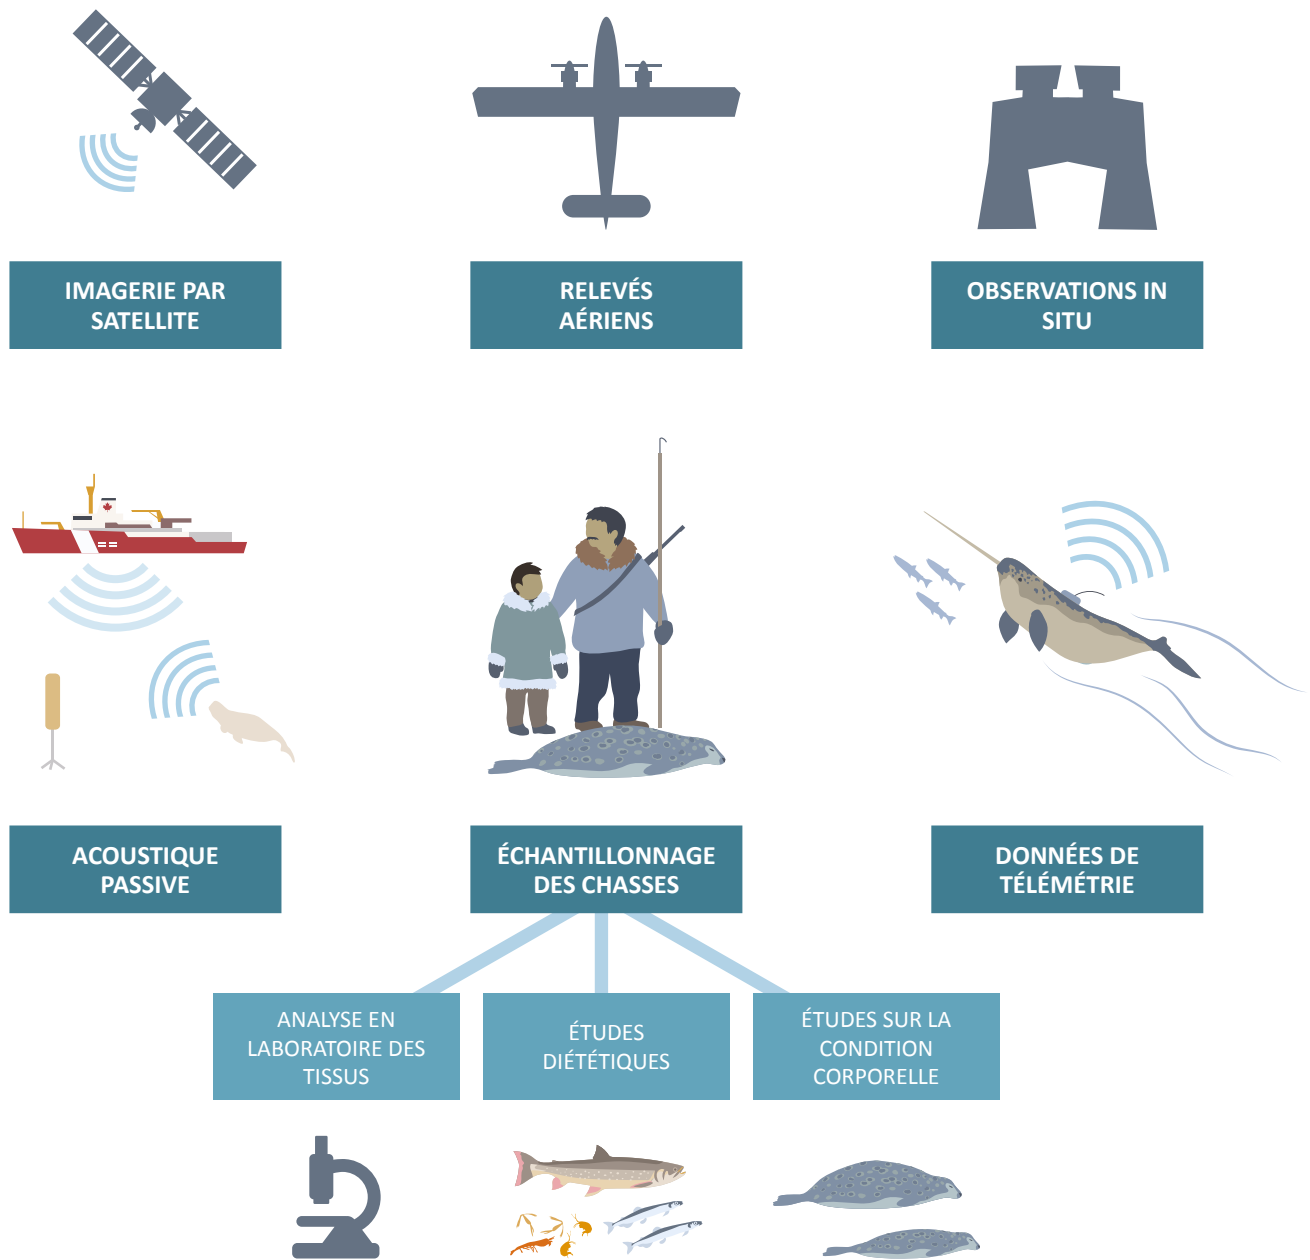 IMAGERIE PAR
SATELLITE
RELEVÉS
AÉRIENS
OBSERVATIONS IN
SITU
ACOUSTIQUE
PASSIVE
ÉCHANTILLONNAGE
DES CHASSES
DONNÉES DE
TÉLÉMÉTRIE
ANALYSE EN
LABORATOIRE DES
TISSUS
ÉTUDES
DIÉTÉTIQUES
ÉTUDES SUR LA
CONDITION
CORPORELLE